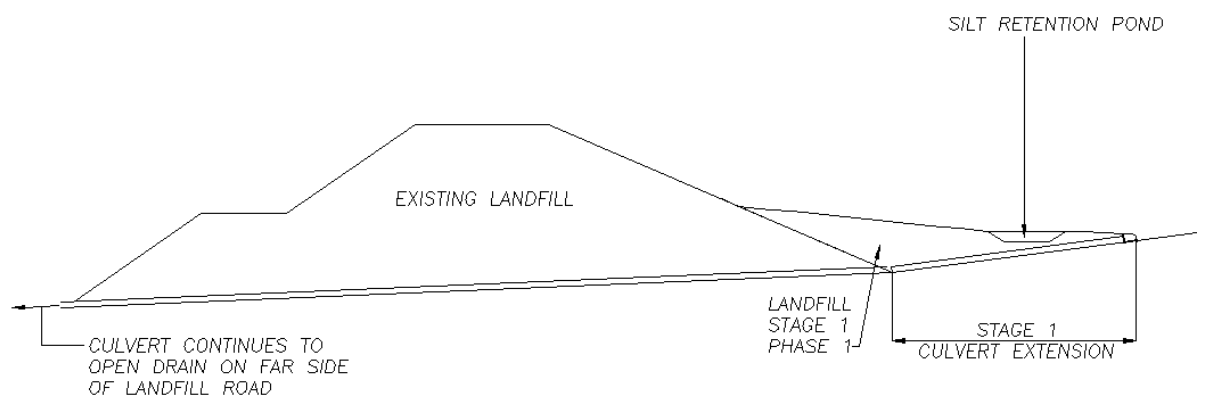 SILT RETENTION POND
EXISTING LANDFILL
LANDFILL
STAGE 1
PHASE 1
STAGE 1
CULVERT EXTENSION
CULVERT CONTINUES TO
OPEN DRAIN ON FAR SIDE
OF LANDFILL ROAD